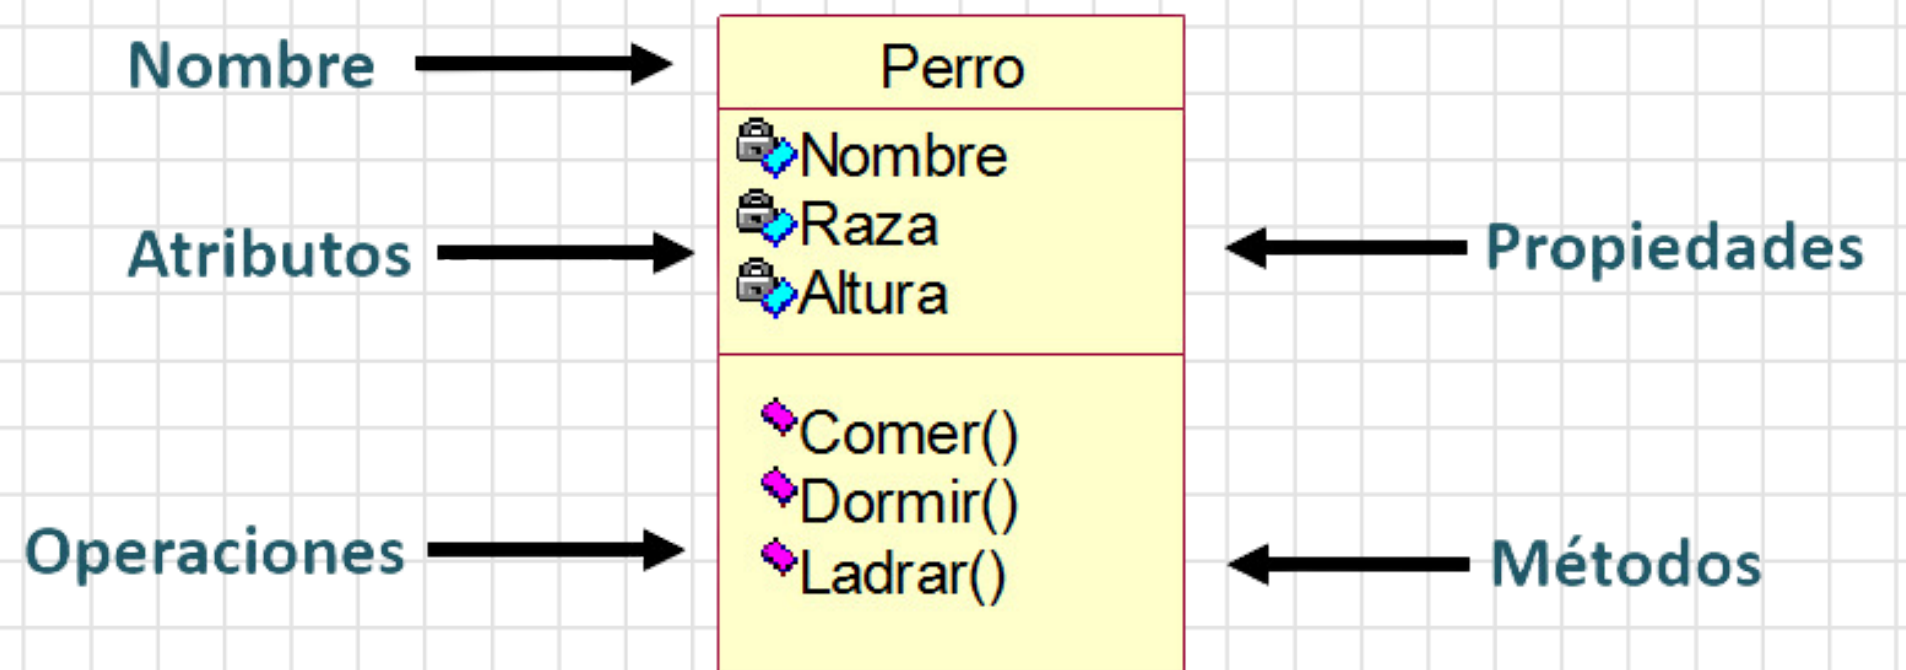 Nombre
Perro
Nombre
Raza
Atributos
Propiedades
Altura
Comer()
Dormir()
Operaciones
Métodos
Ladrar()